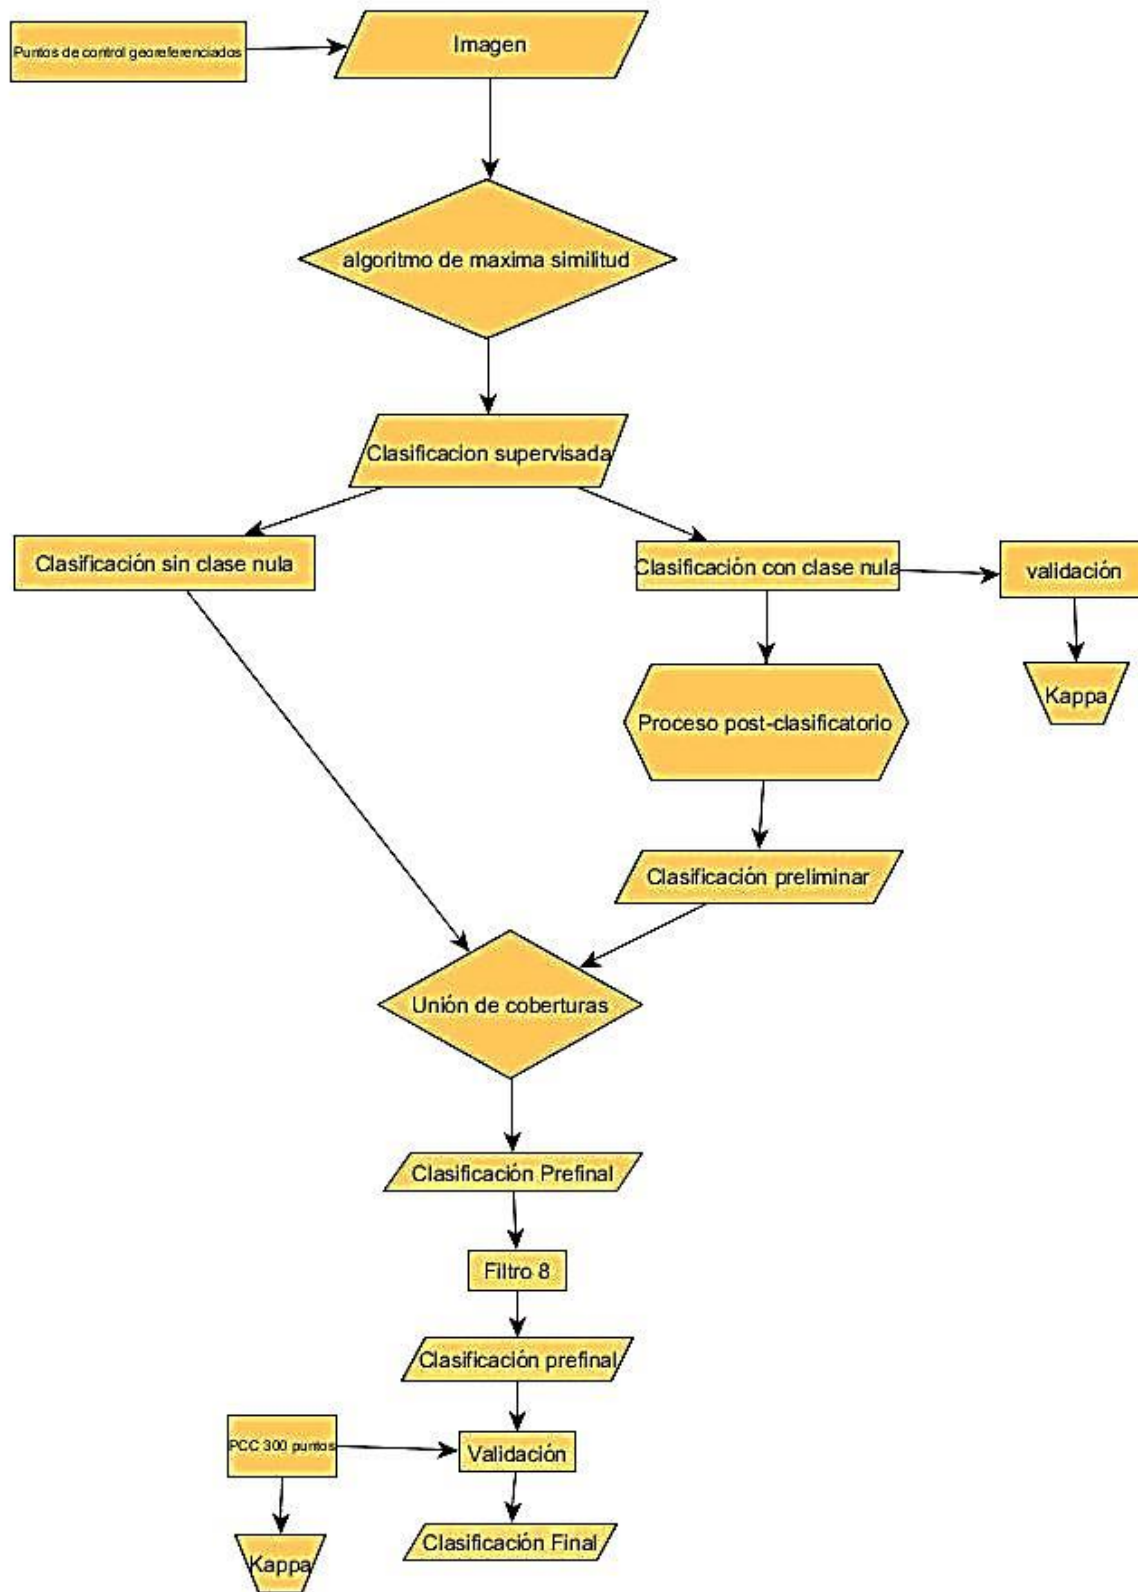 Puntos de control georeferenciados
Imagen
algoritmo de maxima similitud
Clasificacion supervisada
Clasificación sin clase nula
Clasificación con clase nula
validación
Kappa
Proceso post-clasificatorio
Clasificación preliminar
Unión de coberturas
Clasificación Prefinal
Filtro 8
Clasificación prefinal
PCC 300 puntos
Validación
Clasificación Final
Kappa